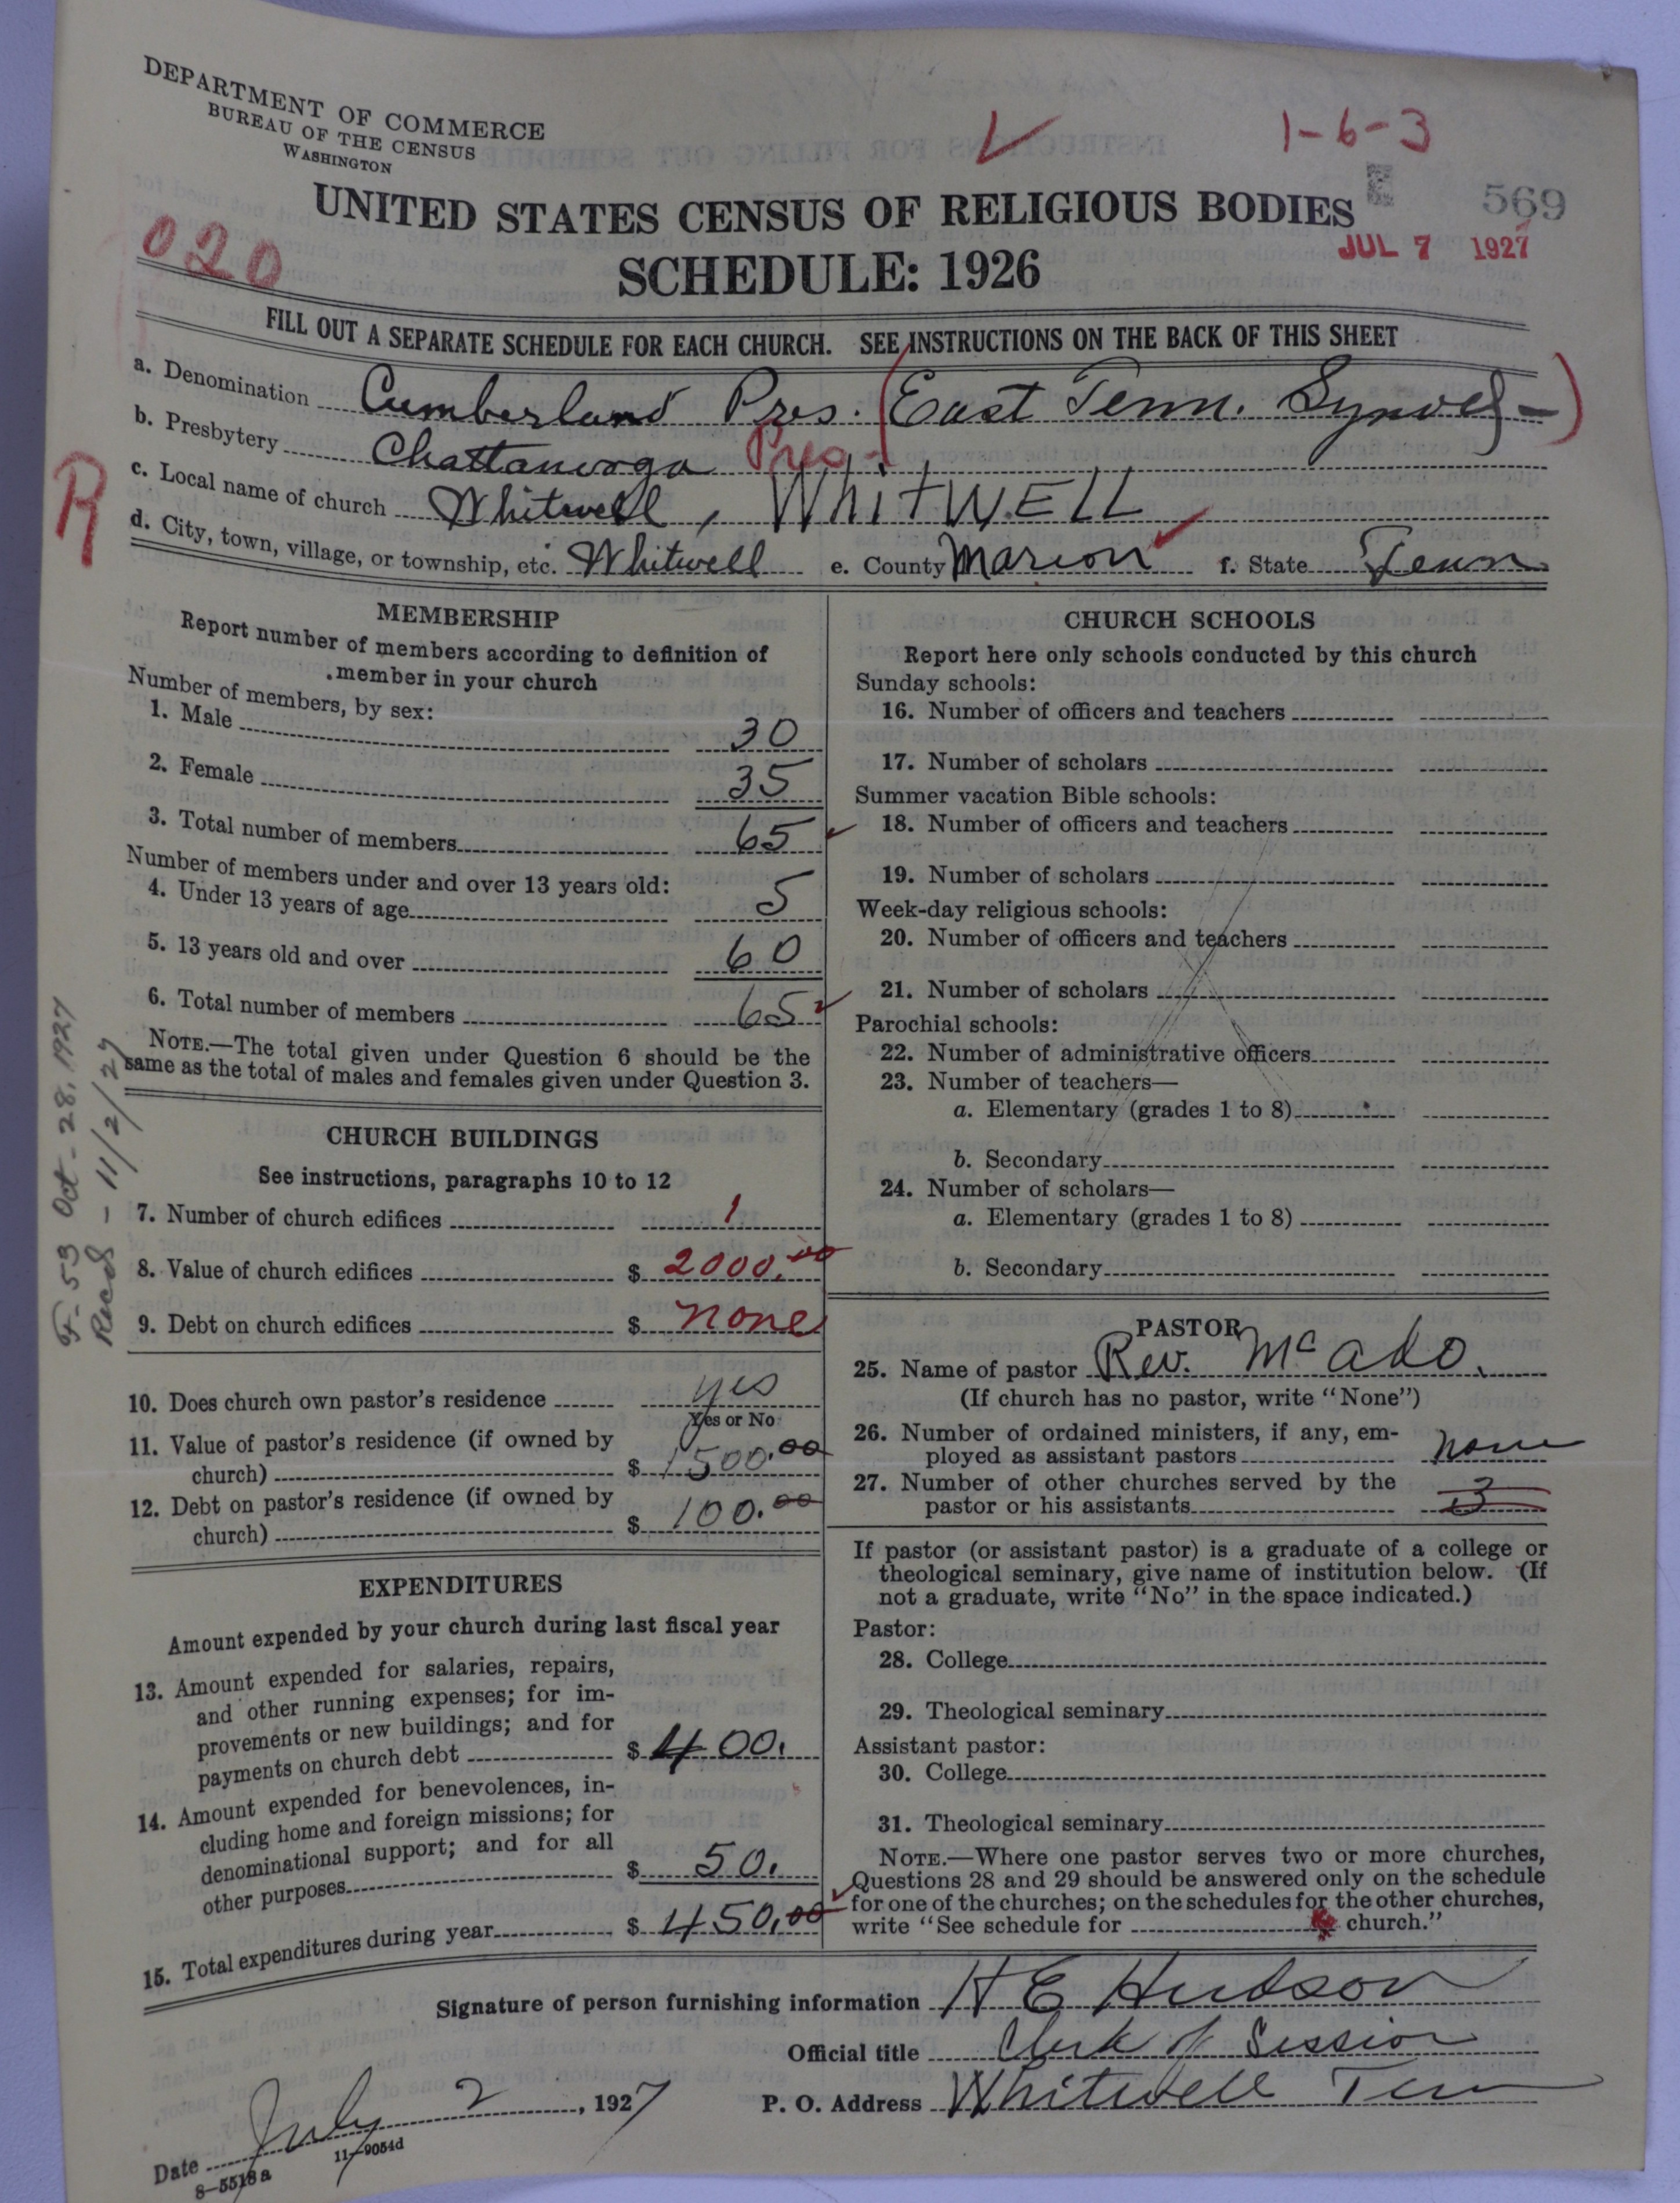 DEPARTMENT OF COMMERCE
BUREAU OF THE CENSUS
WASHINGTON
1-6-3
569
UNITED STATES CENSUS OF RELIGIOUS BODIES
JUL 7 1927
020
SCHEDULE: 1926
FILL OUT A SEPARATE SCHEDULE FOR EACH CHURCH. SEE INSTRUCTIONS ON THE BACK OF THIS SHEET
a. Denomination Cumberland Pres. (East Tenn. Synod-)
b. Presbytery Chattanooga Pres-
R
c. Local name of church Whitwell, WHITWELL
d. City, town, village, or township, etc. Whitwell e. County Marion f. State Tenn
MEMBERSHIP
Report number of members according to definition of
member in your church
Number of members, by sex:
1. Male 30
2. Female 35
3. Total number of members 65
Number of members under and over 13 years old:
4. Under 13 years of age 5
5. 13 years old and over 60
6. Total number of members 65
NOTE.—The total given under Question 6 should be the
same as the total of males and females given under Question 3.
F-53 Oct-28, 1927
Recd - 11/2/27
CHURCH BUILDINGS
See instructions, paragraphs 10 to 12
7. Number of church edifices 1
8. Value of church edifices $ 2000.00
9. Debt on church edifices $ none
10. Does church own pastor's residence yes
Yes or No
11. Value of pastor's residence (if owned by
church) $ 1500.00
12. Debt on pastor's residence (if owned by
church) $ 100.00
EXPENDITURES
Amount expended by your church during last fiscal year
13. Amount expended for salaries, repairs,
and other running expenses; for im-
provements or new buildings; and for
payments on church debt $ 400.
14. Amount expended for benevolences, in-
cluding home and foreign missions; for
denominational support; and for all
other purposes $ 50.
15. Total expenditures during year $ 450.00
CHURCH SCHOOLS
Report here only schools conducted by this church
Sunday schools:
16. Number of officers and teachers
17. Number of scholars
Summer vacation Bible schools:
18. Number of officers and teachers
19. Number of scholars
Week-day religious schools:
20. Number of officers and teachers
21. Number of scholars
Parochial schools:
22. Number of administrative officers
23. Number of teachers—
a. Elementary (grades 1 to 8)
b. Secondary
24. Number of scholars—
a. Elementary (grades 1 to 8)
b. Secondary
PASTOR
25. Name of pastor Rev. McAdo.
(If church has no pastor, write "None")
26. Number of ordained ministers, if any, em-
ployed as assistant pastors none
27. Number of other churches served by the
pastor or his assistants 3
If pastor (or assistant pastor) is a graduate of a college or
theological seminary, give name of institution below. (If
not a graduate, write "No" in the space indicated.)
Pastor:
28. College
29. Theological seminary
Assistant pastor:
30. College
31. Theological seminary
NOTE.—Where one pastor serves two or more churches,
Questions 28 and 29 should be answered only on the schedule
for one of the churches; on the schedules for the other churches,
write "See schedule for church."
Signature of person furnishing information H E Hudson
Official title Clerk of Session
Date July 2, 1927 P. O. Address Whitwell Tenn
8-5518a 11-9054d